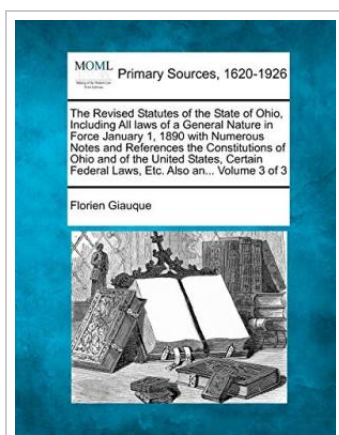 MOML
Primary Sources, 1620-1926
The Revised Statutes of the State of Ohio,
Including All laws of a General Nature in
Force January 1, 1890 with Numerous
Notes and References the Constitutions of
Ohio and of the United States, Certain
Federal Laws, Etc. Also an... Volume 3 of 3
Florien Giauque